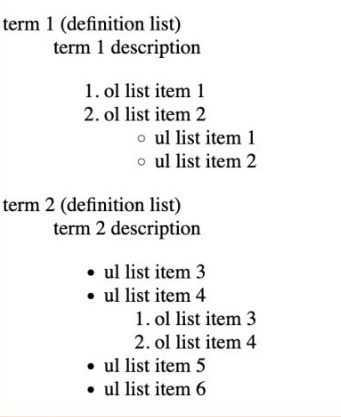 term 1 (definition list)
term 1 description
1. ol list item 1
2. ol list item 2
○ ul list item 1
○ ul list item 2
term 2 (definition list)
term 2 description
• ul list item 3
• ul list item 4
1. ol list item 3
2. ol list item 4
• ul list item 5
• ul list item 6